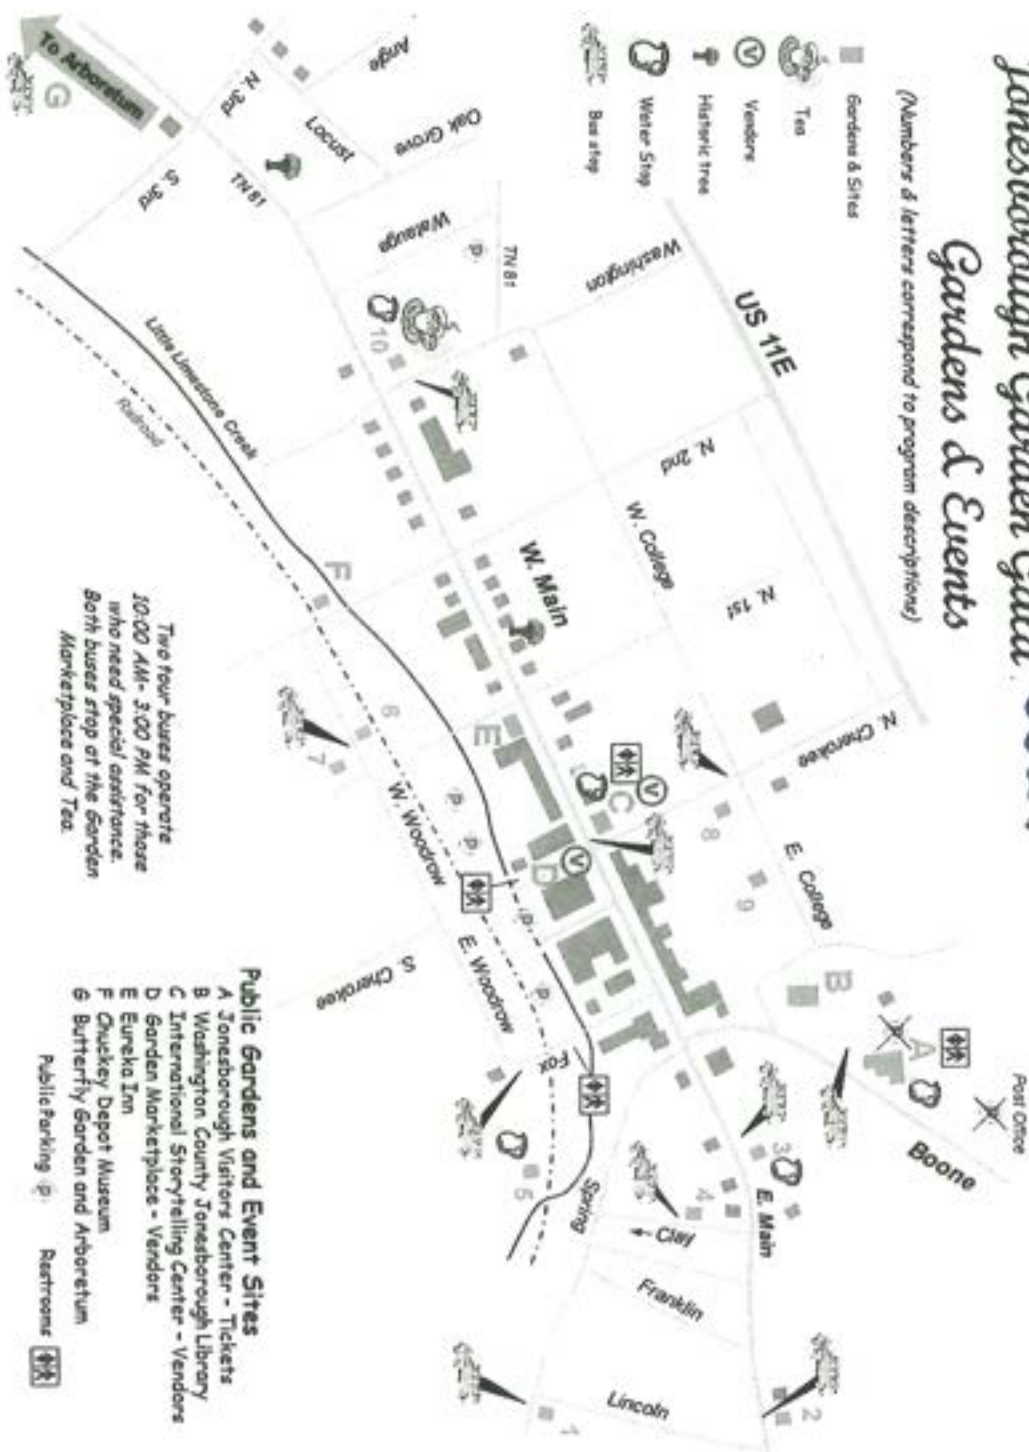 Jonesborough Garden Guild
Gardens & Events
(Numbers & letters correspond to program descriptions)
Gardens & Sites
Tea
V
Vendors
Historic tree
Water Stop
Bus stop
To Arboretum
G
Angle
N. 3rd
Locust
Oak Grove
S. 3rd
TN 81
Watauga
P
TN 81
Washington
US 11E
10
Little Limestone Creek
Railroad
N. 2nd
W. College
N. 1st
W. Main
F
E
6
7
W. Woodrow
P
P
C
V
N. Cherokee
8
9
E. College
D
V
P
P
E. Woodrow
S. Cherokee
Fox
B
A
P
P
Post Office
Boone
3
E. Main
4
5
Spring
Clay
Franklin
Lincoln
1
2
Two tour buses operate
10:00 AM- 3:00 PM for those
who need special assistance.
Both buses stop at the Garden
Marketplace and Tea.
Public Gardens and Event Sites
A Jonesborough Visitors Center - Tickets
B Washington County Jonesborough Library
C International Storytelling Center - Vendors
D Garden Marketplace - Vendors
E Eureka Inn
F Chuckey Depot Museum
G Butterfly Garden and Arboretum
Public Parking P Restrooms